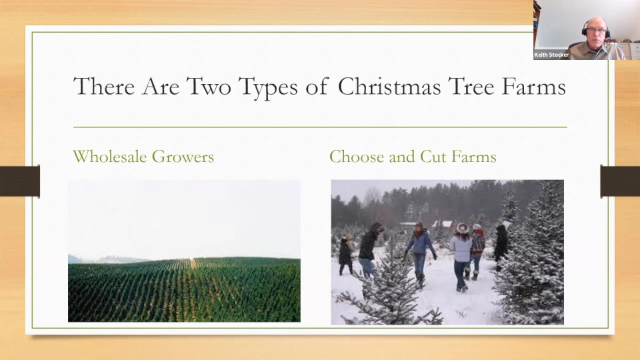 Keith Stocker
There Are Two Types of Christmas Tree Farms
Wholesale Growers
Choose and Cut Farms